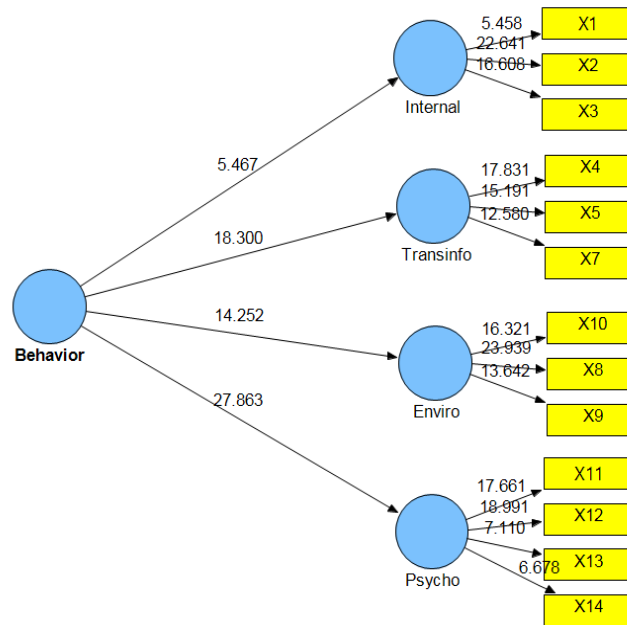 5.458
X1
22.641
X2
16.608
X3
Internal
5.467
17.831
X4
15.191
X5
12.580
X7
Transinfo
18.300
Behavior
14.252
16.321
X10
23.939
X8
13.642
X9
Enviro
27.863
17.661
X11
18.991
X12
7.110
X13
6.678
X14
Psycho